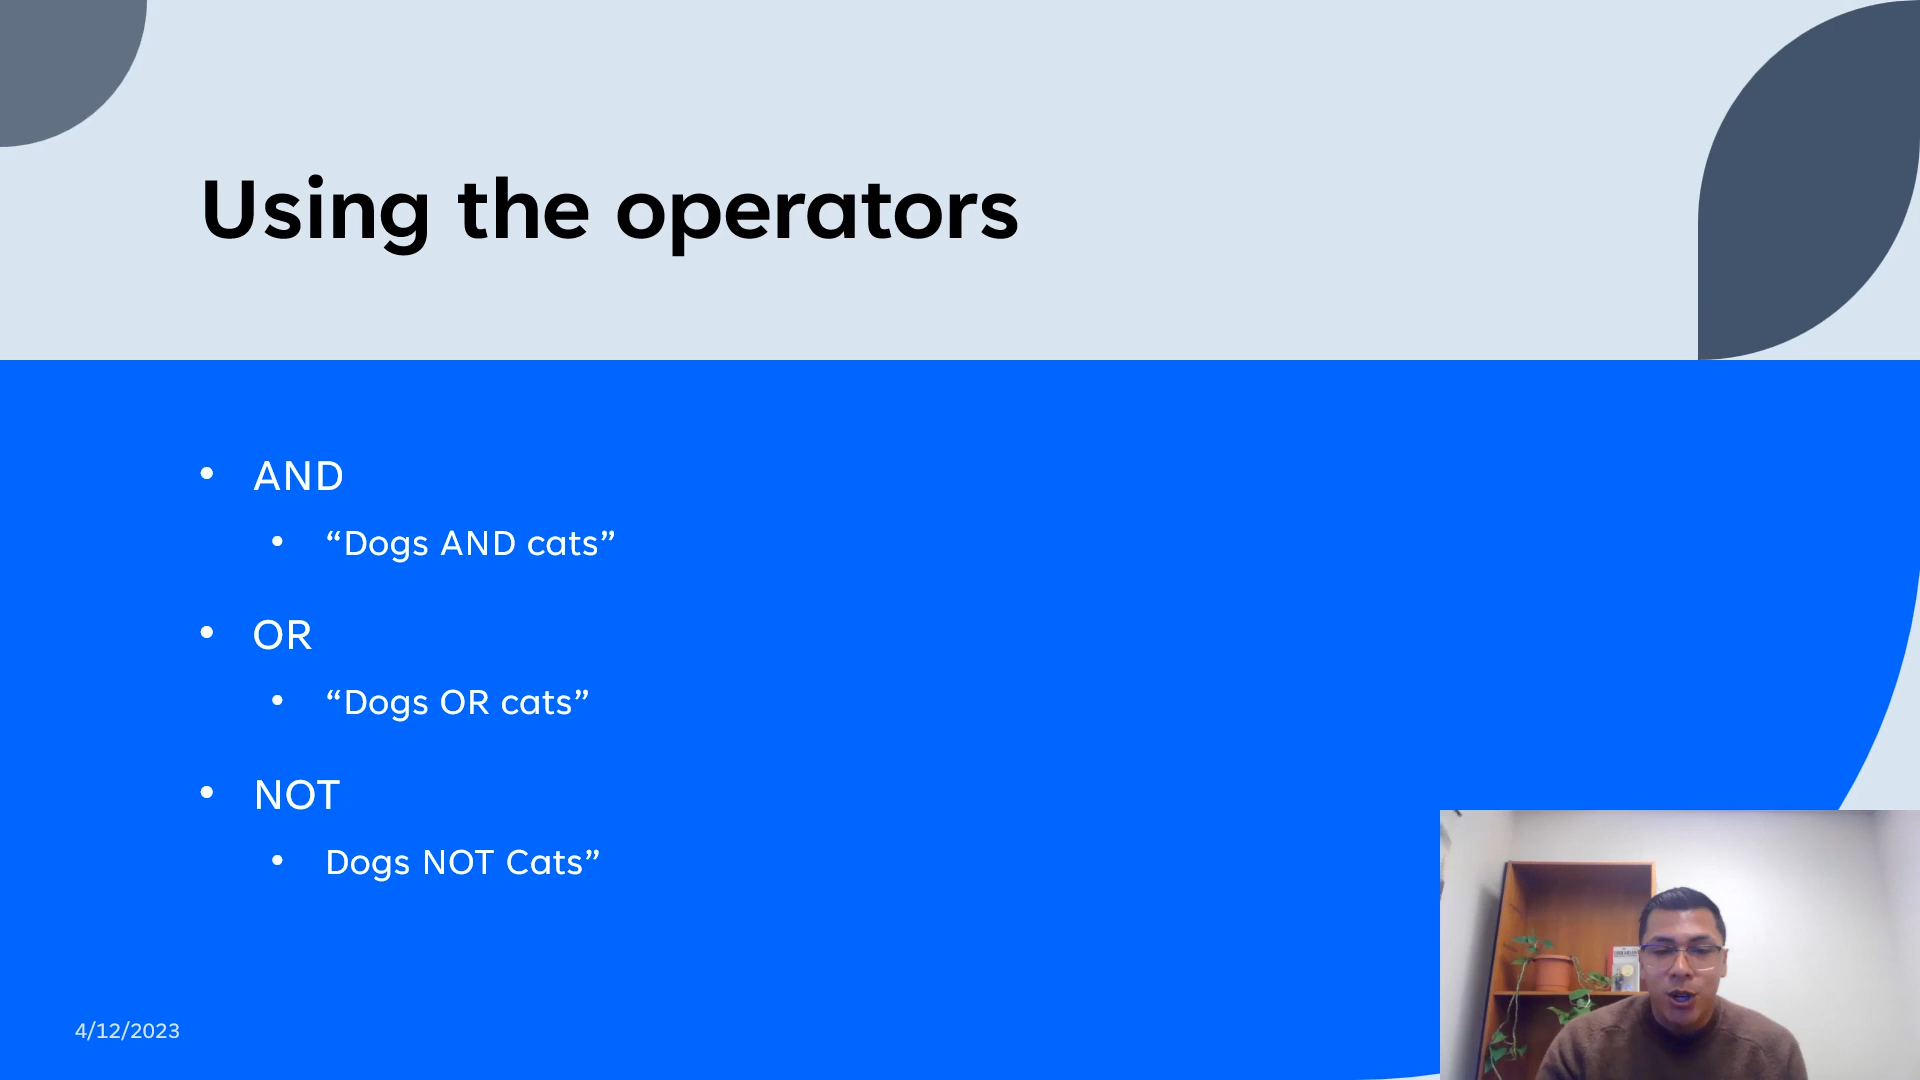 Using the operators
• AND
• “Dogs AND cats”
• OR
• “Dogs OR cats”
• NOT
• Dogs NOT Cats”
4/12/2023